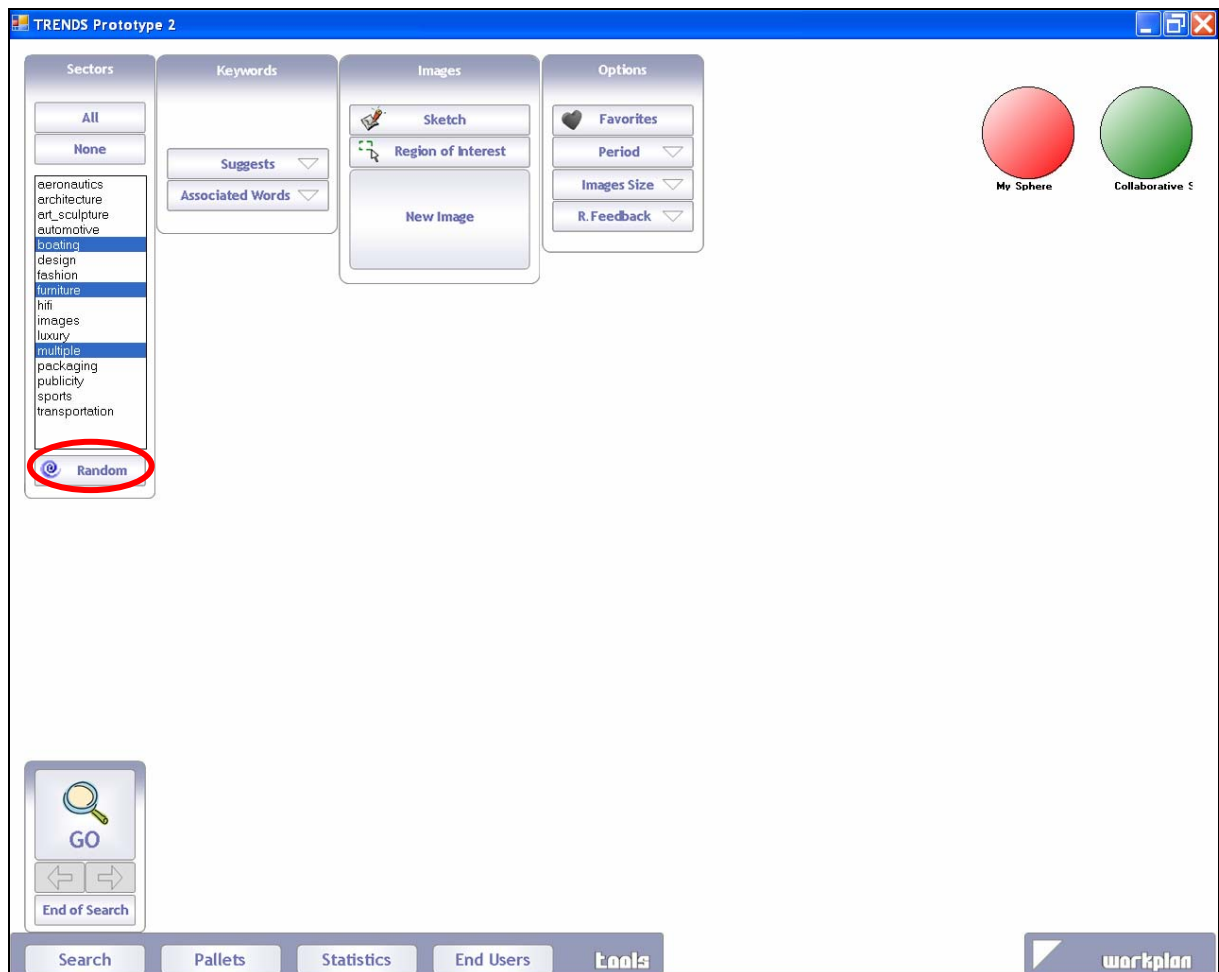 TRENDS Prototype 2
Sectors
All
None
aeronautics
architecture
art_sculpture
automotive
boating
design
fashion
furniture
hifi
images
luxury
multiple
packaging
publicity
sports
transportation
Random
Keywords
Suggests
Associated Words
Images
Sketch
Region of Interest
New Image
Options
Favorites
Period
Images Size
R. Feedback
My Sphere
Collaborative S
GO
End of Search
Search
Pallets
Statistics
End Users
tools
workplan